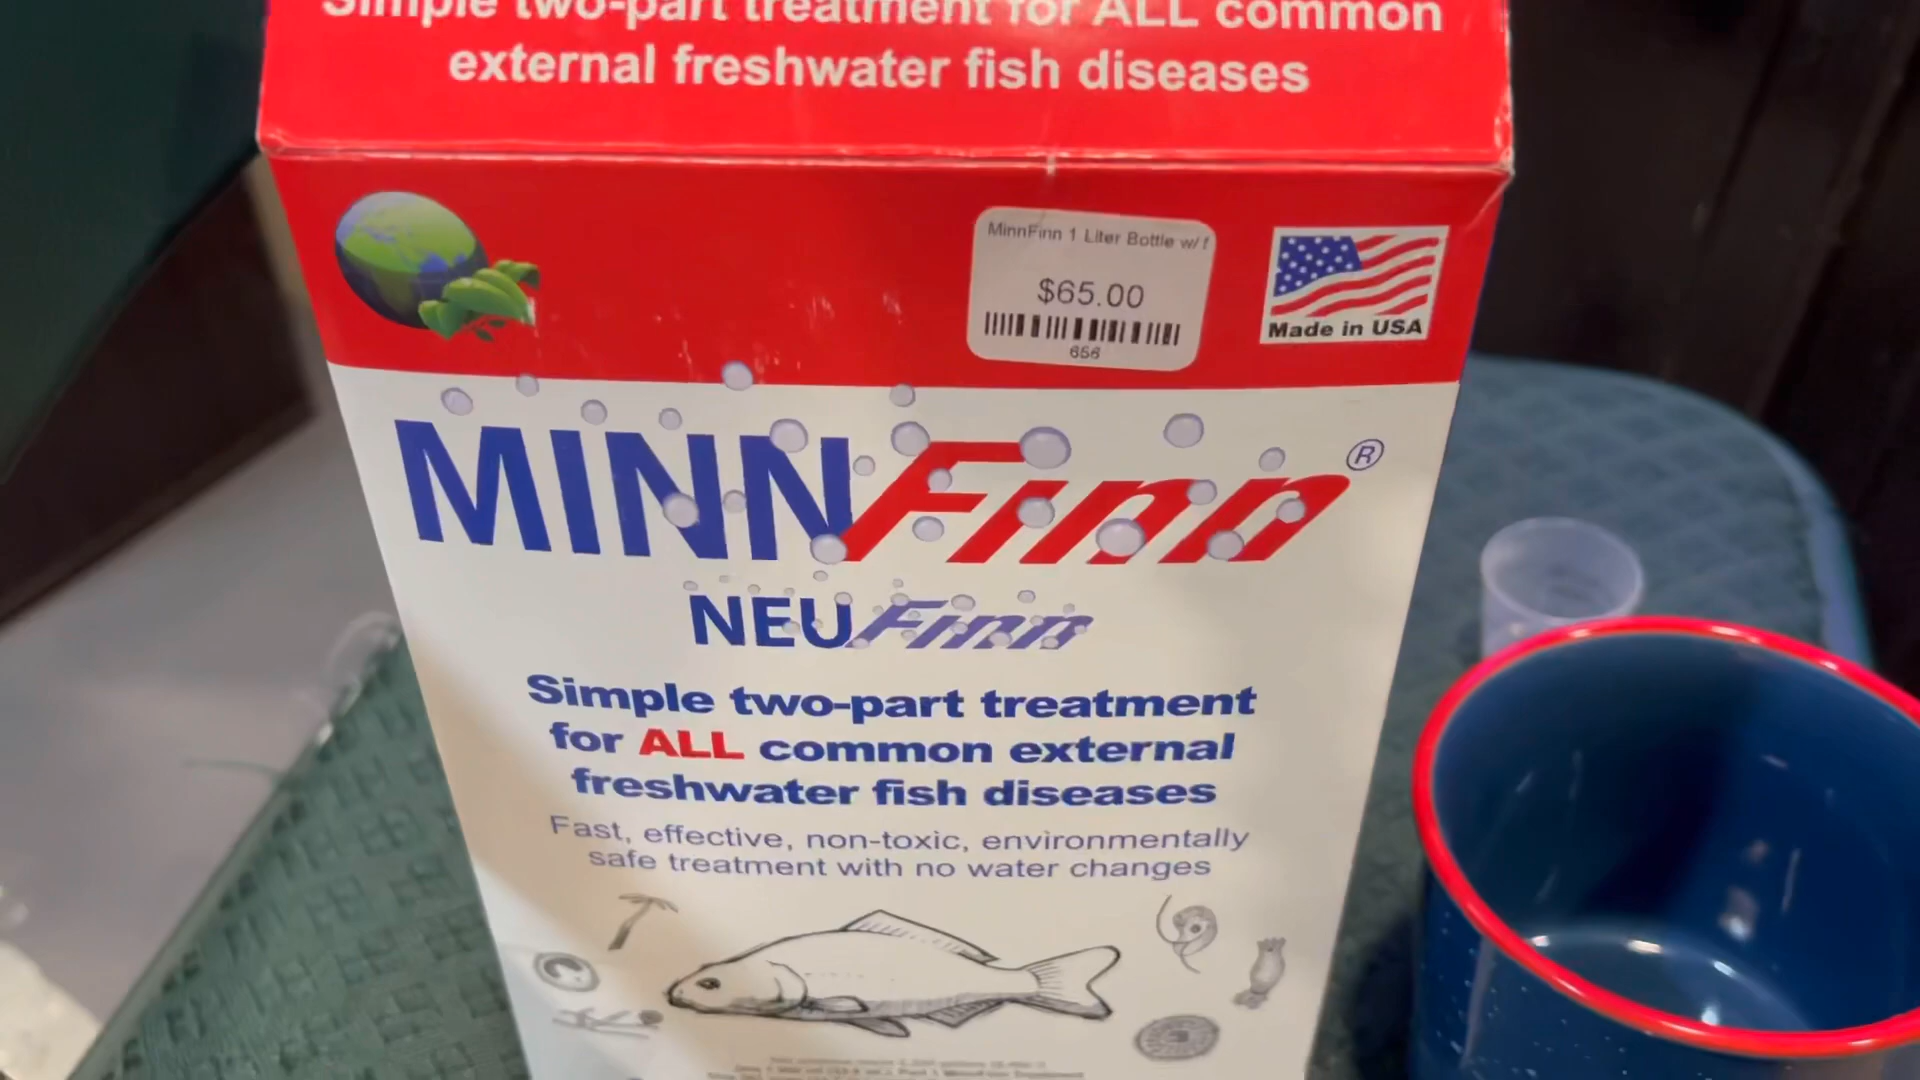 Simple two-part treatment for ALL common
external freshwater fish diseases
MinnFinn 1 Liter Bottle w/
$65.00
656
Made in USA
MINNFinn®
NEUFinn
Simple two-part treatment
for ALL common external
freshwater fish diseases
Fast, effective, non-toxic, environmentally
safe treatment with no water changes